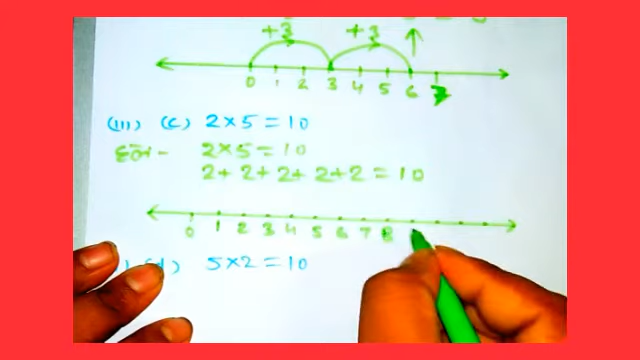 +3 +3
0 1 2 3 4 5 6 7
(iii) (c) 2×5=10
2×5=10
2+2+2+2+2=10
0 1 2 3 4 5 6 7 8
(d) 5×2=10